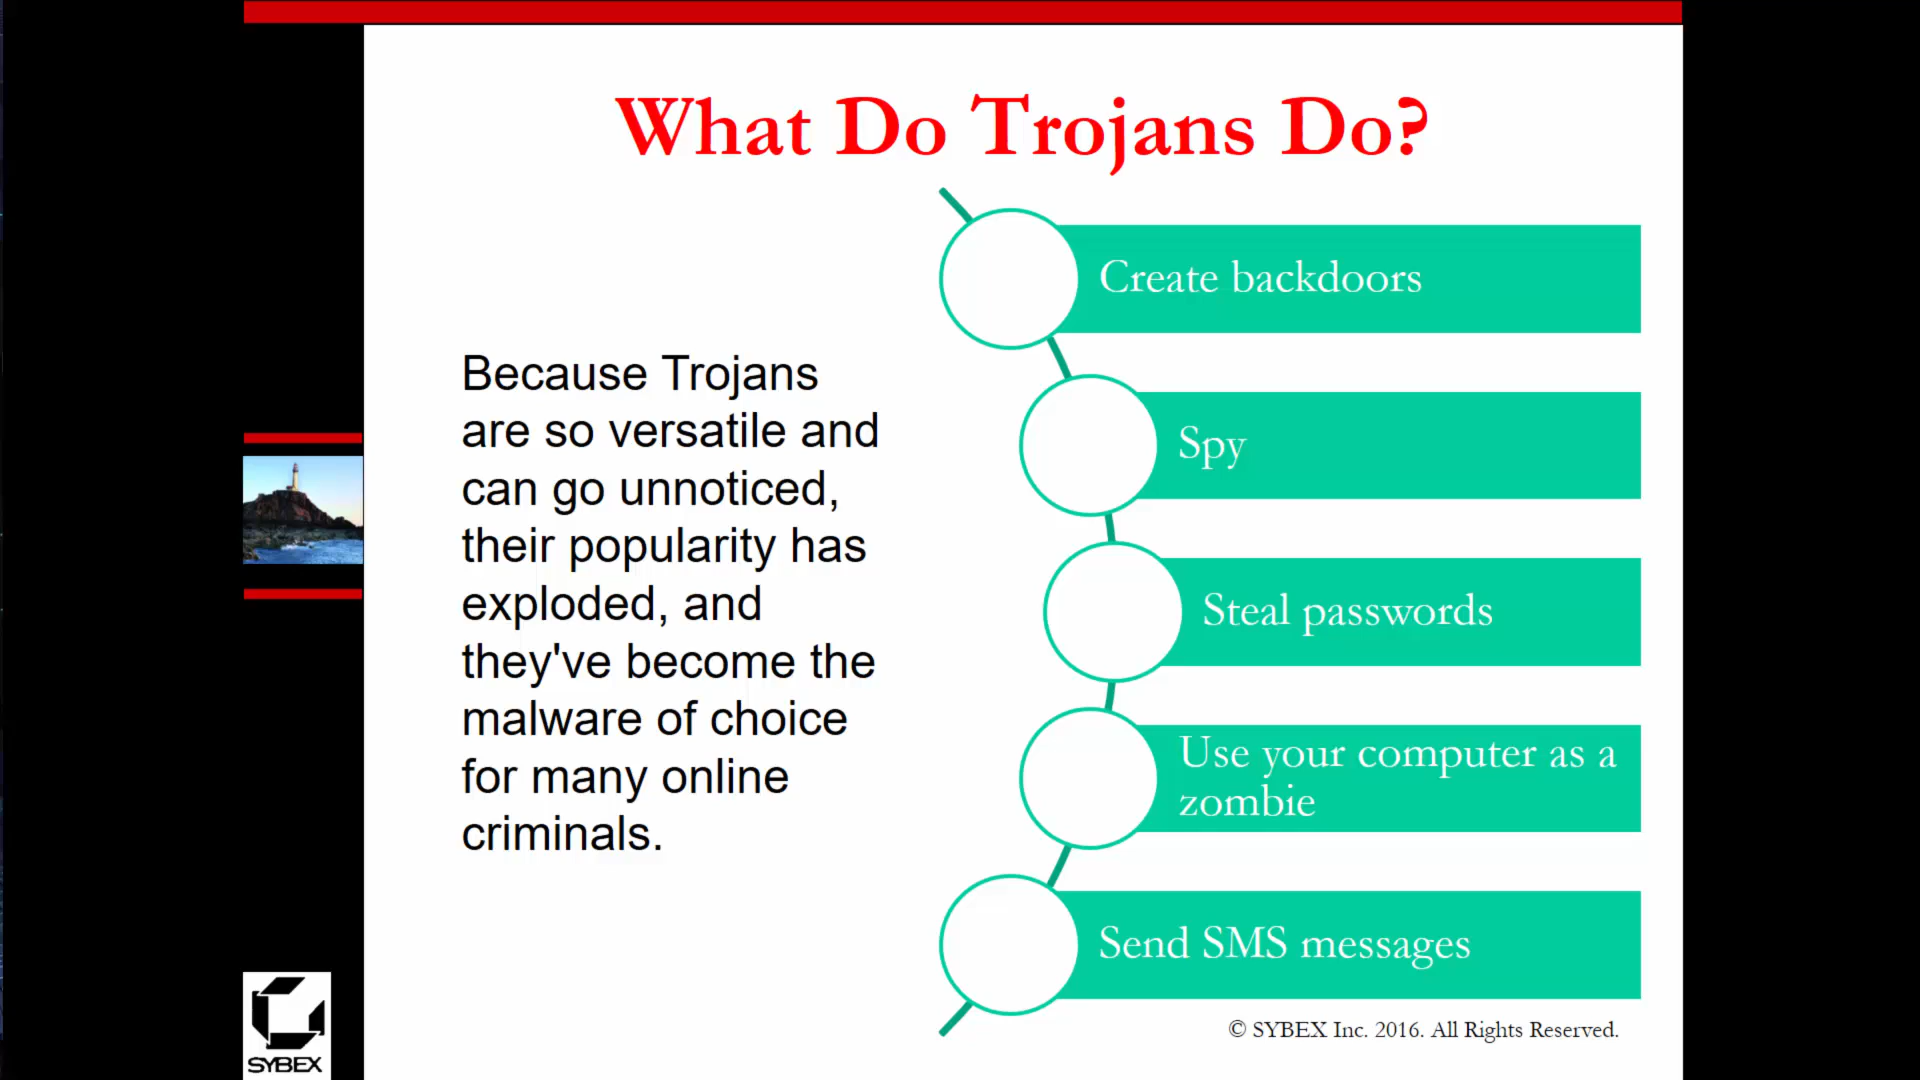 What Do Trojans Do?
Because Trojans
are so versatile and
can go unnoticed,
their popularity has
exploded, and
they've become the
malware of choice
for many online
criminals.
Create backdoors
Spy
Steal passwords
Use your computer as a
zombie
Send SMS messages
© SYBEX Inc. 2016. All Rights Reserved.
SYBEX